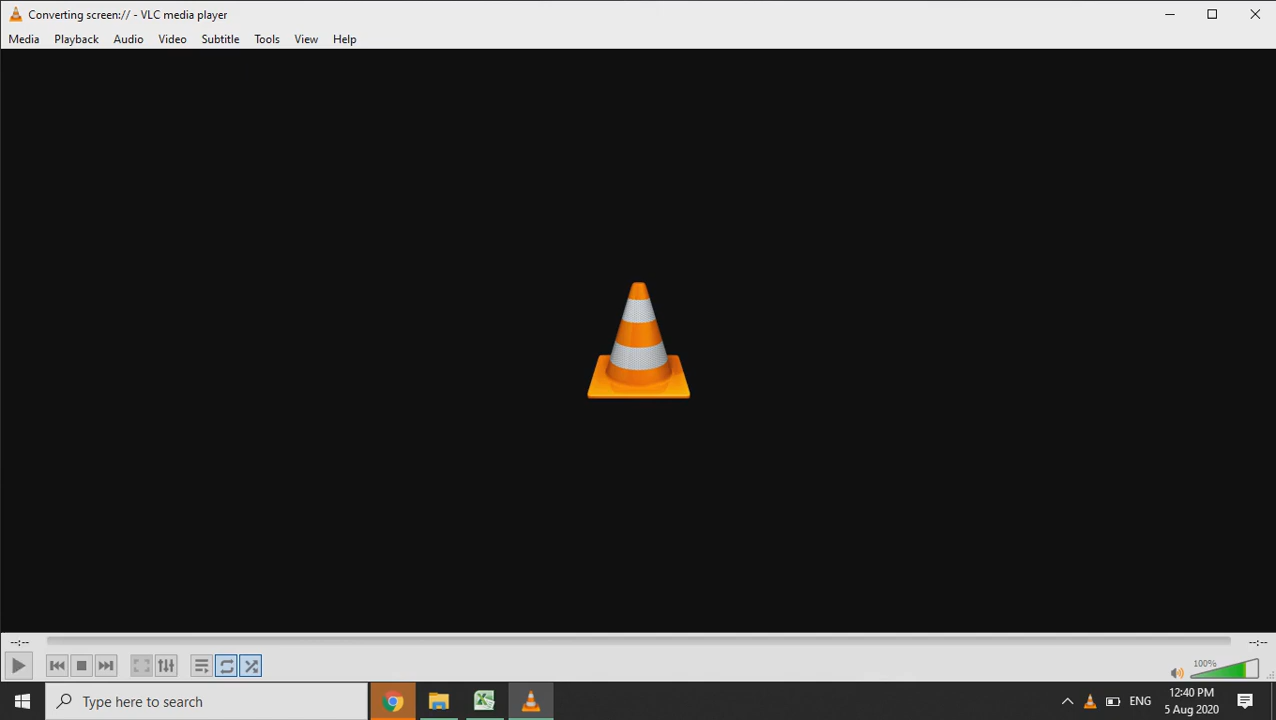 Converting screen:// - VLC media player
Media Playback Audio Video Subtitle Tools View Help
--:-- --:--
100%
Type here to search
ENG
12:40 PM
5 Aug 2020